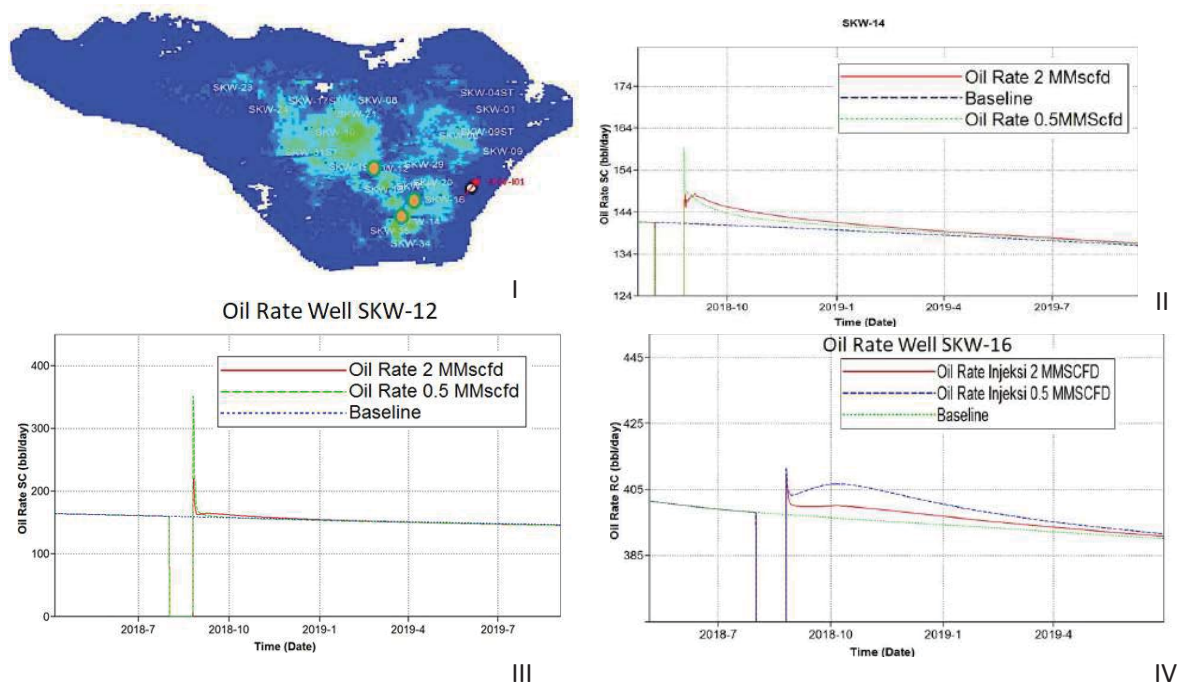 SKW-23
SKW-04ST
SKW-17ST
SKW-08
SKW-01
SKW-09ST
SKW-09
SKW-29
SKW-16
SKW-34
I
SKW-14
Oil Rate SC (bbl/day)
174
164
154
144
134
124
Oil Rate 2 MMscfd
Baseline
Oil Rate 0.5MMScfd
2018-10
2019-1
2019-4
2019-7
Time (Date)
II
Oil Rate Well SKW-12
Oil Rate SC (bbl/day)
400
300
200
100
0
Oil Rate 2 MMscfd
Oil Rate 0.5 MMscfd
Baseline
2018-7
2018-10
2019-1
2019-4
2019-7
Time (Date)
III
Oil Rate Well SKW-16
Oil Rate RC (bbl/day)
445
425
405
385
Oil Rate Injeksi 2 MMSCFD
Oil Rate Injeksi 0.5 MMSCFD
Baseline
2018-7
2018-10
2019-1
2019-4
Time (Date)
IV